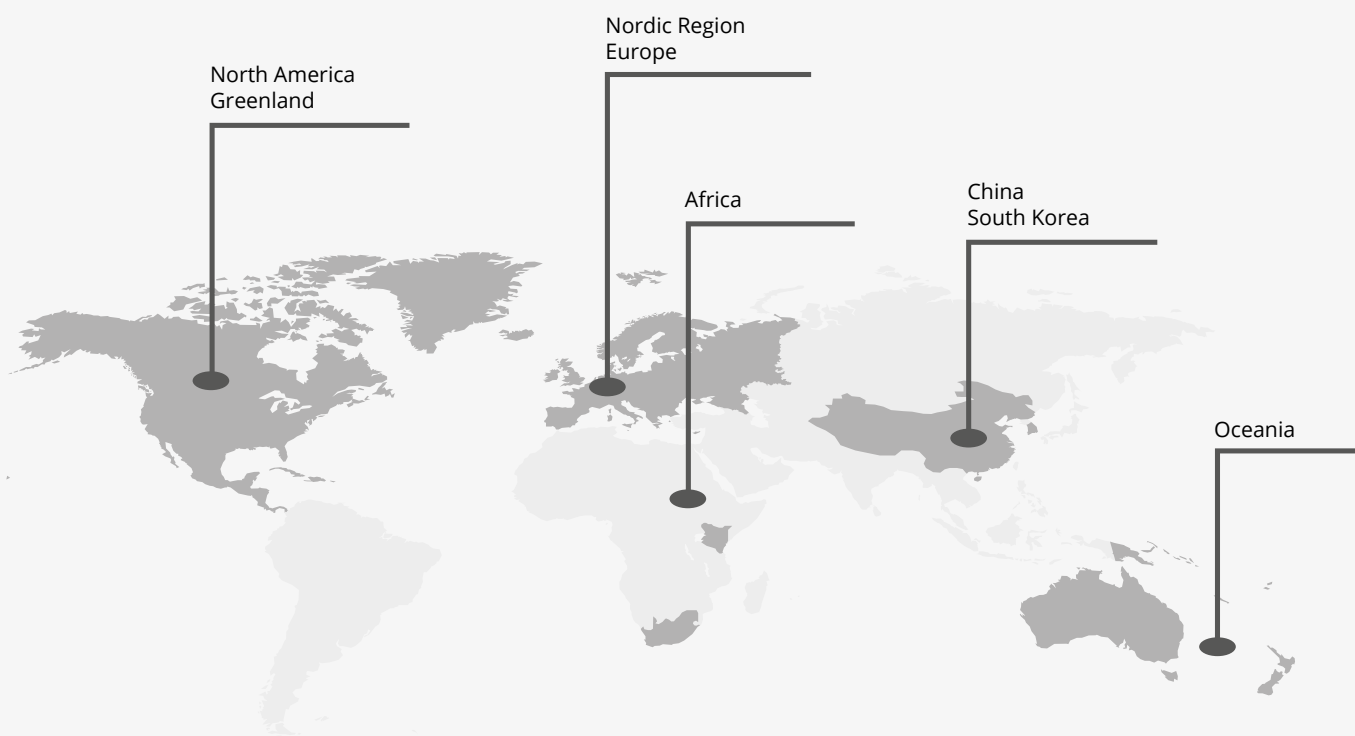 Nordic Region
Europe
North America
Greenland
Africa
China
South Korea
Oceania